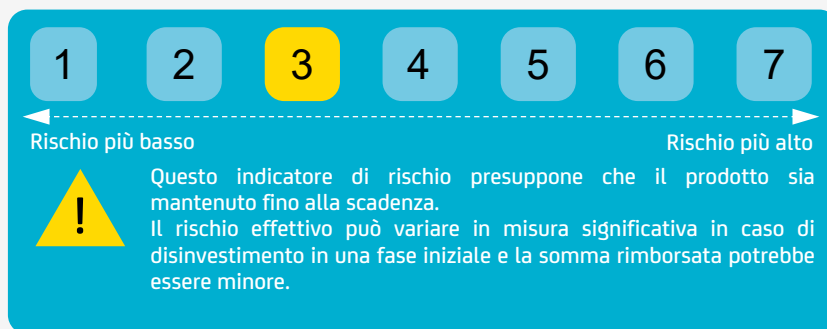 1 2 3 4 5 6 7
Rischio più basso Rischio più alto
Questo indicatore di rischio presuppone che il prodotto sia
mantenuto fino alla scadenza.
!
Il rischio effettivo può variare in misura significativa in caso di
disinvestimento in una fase iniziale e la somma rimborsata potrebbe
essere minore.